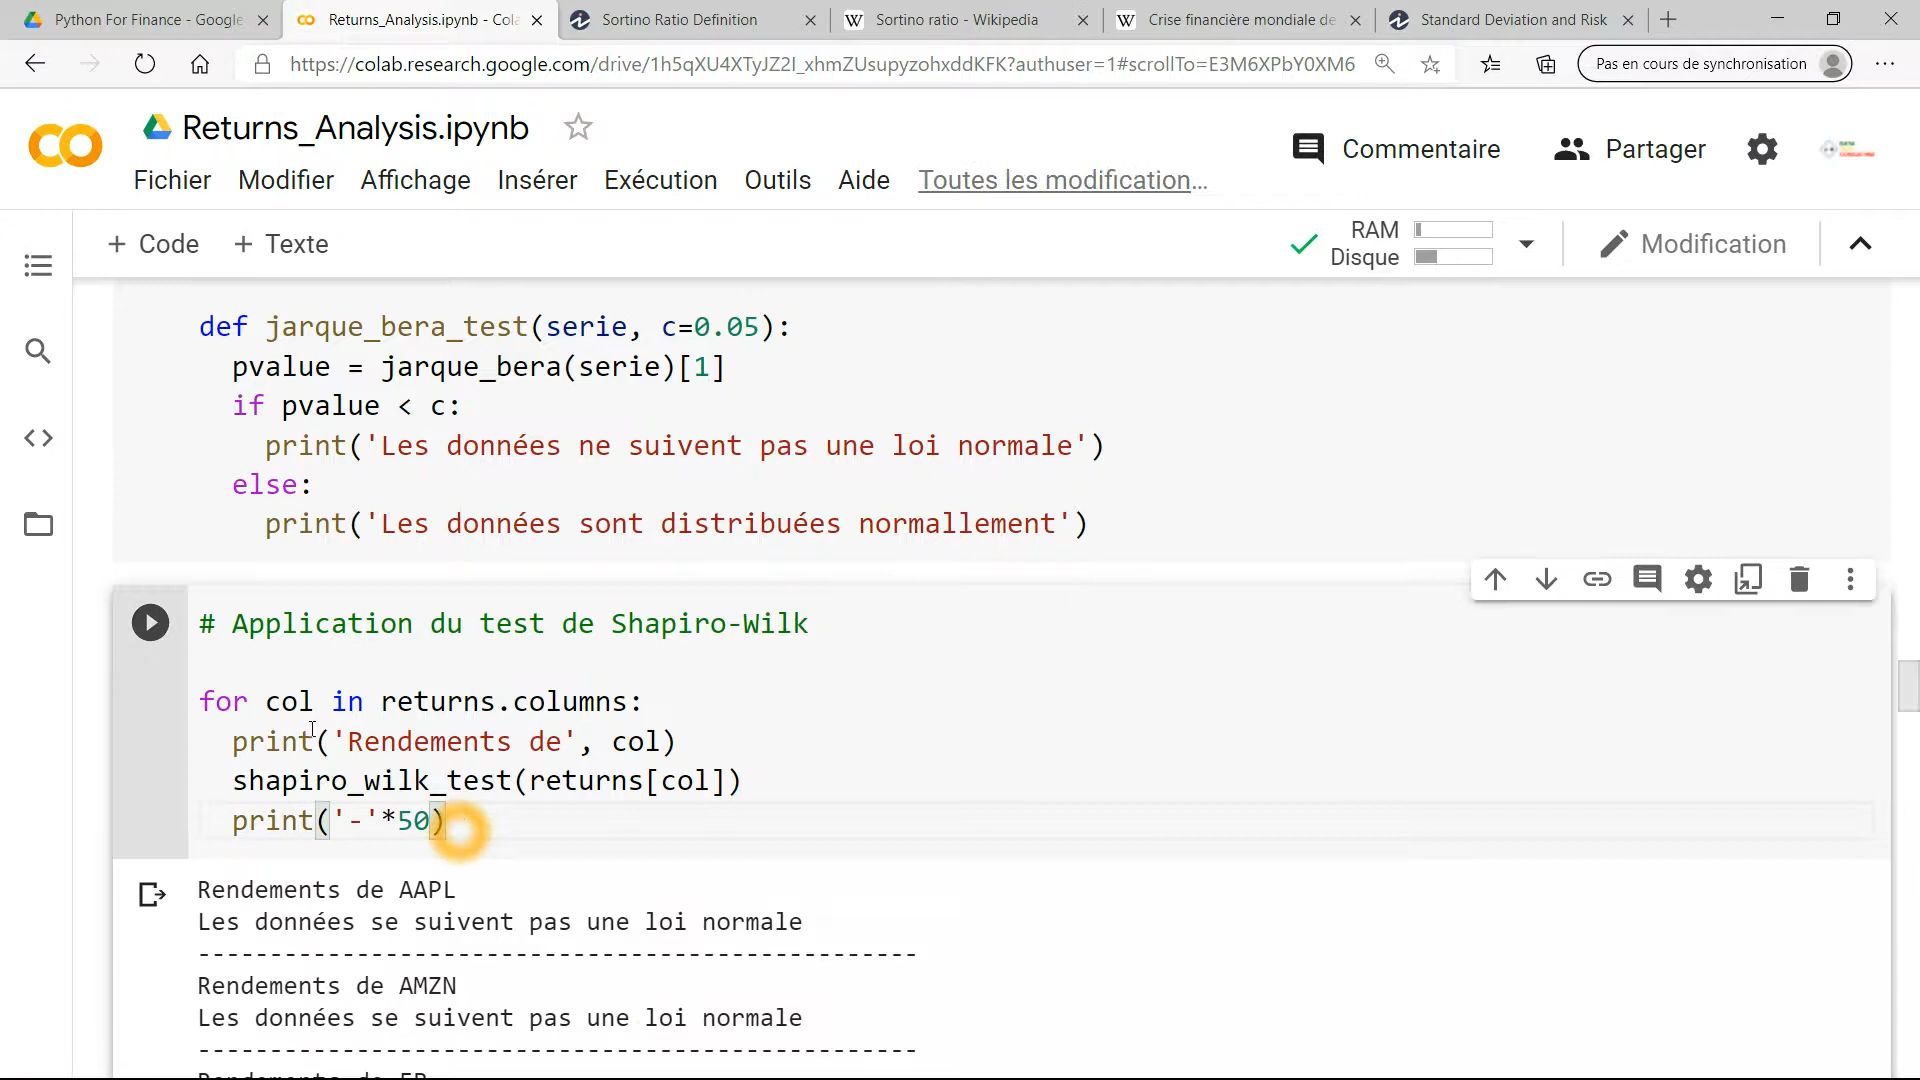 Python For Finance - Google
Returns_Analysis.ipynb - Cola
Sortino Ratio Definition
Sortino ratio - Wikipedia
Crise financière mondiale de
Standard Deviation and Risk
https://colab.research.google.com/drive/1h5qXU4XTyJZ2I_xhmZUsupyzohxddKFK?authuser=1#scrollTo=E3M6XPbY0XM6
Pas en cours de synchronisation
Returns_Analysis.ipynb
Commentaire
Partager
Fichier Modifier Affichage Insérer Exécution Outils Aide Toutes les modification...
+ Code + Texte
RAM
Disque
Modification
def jarque_bera_test(serie, c=0.05):
pvalue = jarque_bera(serie)[1]
if pvalue < c:
print('Les données ne suivent pas une loi normale')
else:
print('Les données sont distribuées normallement')
# Application du test de Shapiro-Wilk
for col in returns.columns:
print('Rendements de', col)
shapiro_wilk_test(returns[col])
print('-'*50)
Rendements de AAPL
Les données se suivent pas une loi normale
--------------------------------------------------
Rendements de AMZN
Les données se suivent pas une loi normale
--------------------------------------------------